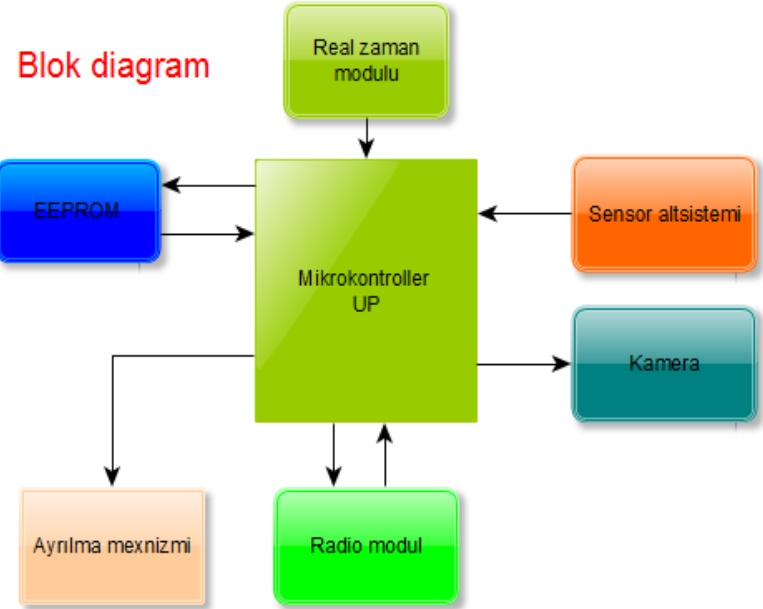 Blok diagram
Real zaman
modulu
EEPROM
Sensor altsistemi
Mikrokontroller
UP
Kamera
Ayrılma mexnizmi
Radio modul